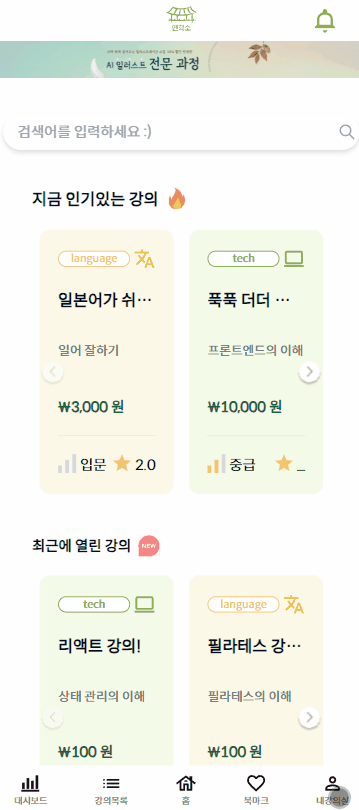 AI 일러스트 전문 과정
검색어를 입력하세요 :)
지금 인기있는 강의
language
tech
일본어가 쉬…
푹푹 더더 …
일어 잘하기
프론트엔드의 이해
₩3,000 원
₩10,000 원
입문 2.0
중급 _
최근에 열린 강의 NEW
tech
language
리액트 강의!
필라테스 강…
상태 관리의 이해
필라테스의 이해
₩100 원
₩100 원
대시보드 강의목록 홈 북마크 내강의실